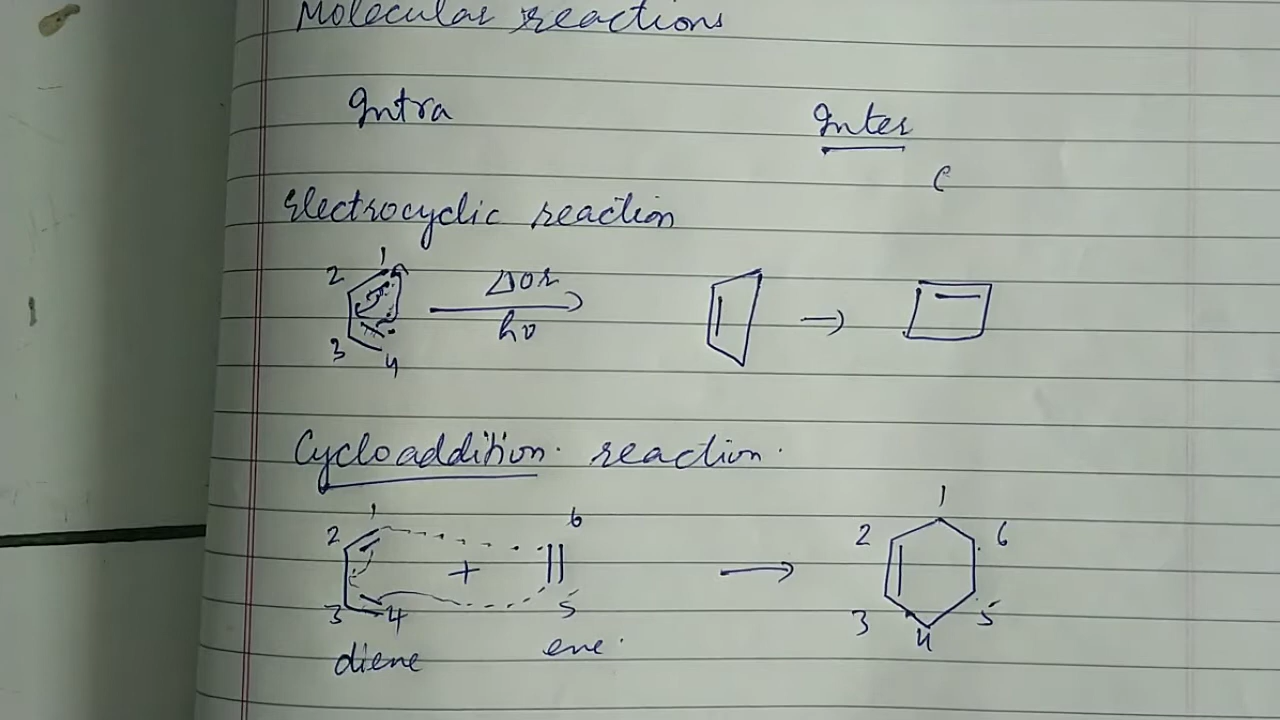 Molecular reactions
Intra Inter
C
Electrocyclic reaction
1
2
Δ or
hν
3
4
Cycloaddition reaction.
1 6 1
2 2 6
+
3 4 5 3 5
4
diene ene